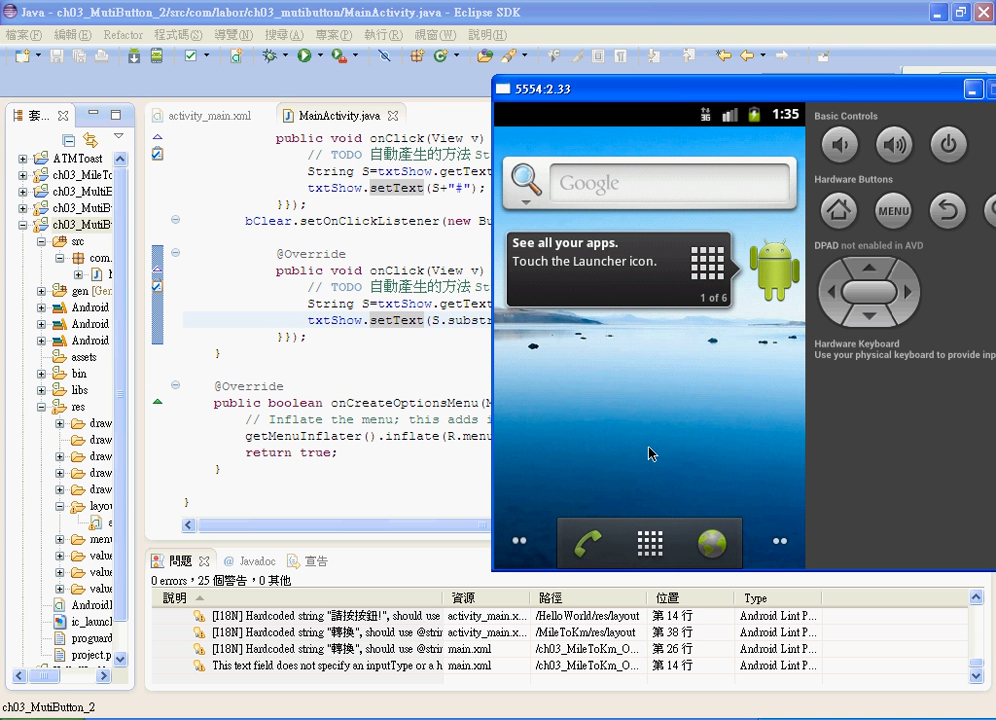 Java - ch03_MutiButton_2/src/com/labor/ch03_mutibutton/MainActivity.java - Eclipse SDK
檔案(F) 編輯(E) Refactor 程式碼(S) 導覽(N) 搜尋(A) 專案(P) 執行(R) 視窗(W) 說明(H)
套...
activity_main.xml
MainActivity.java
ATMToast
ch03_MileTo
ch03_MultiE
ch03_MutiB
ch03_MutiB
src
com.
gen [Gen
Android
Android
Android
assets
bin
libs
res
draw
draw
draw
draw
draw
layou
menu
value
value
value
AndroidI
ic_launcl
proguard
project.p
public void onClick(View v)
// TODO 自動產生的方法 St
String S=txtShow.getText
txtShow.setText(S+"#");
}});
bClear.setOnClickListener(new Bu
@Override
public void onClick(View v)
// TODO 自動產生的方法 St
String S=txtShow.getText
txtShow.setText(S.substr
}});
}
@Override
public boolean onCreateOptionsMenu(M
// Inflate the menu; this adds i
getMenuInflater().inflate(R.menu
return true;
}
}
5554:2.33
1:35
Google
See all your apps.
Touch the Launcher icon.
1 of 6
Basic Controls
Hardware Buttons
MENU
DPAD not enabled in AVD
Hardware Keyboard
Use your physical keyboard to provide inp
問題 Javadoc 宣告
0 errors，25 個警告，0 其他
說明 資源 路徑 位置 Type
[I18N] Hardcoded string "請按按鈕!", should use activity_main.x... /HelloWorld/res/layout 第 14 行 Android Lint P...
[I18N] Hardcoded string "轉換", should use @strin activity_main.x... /MileToKm/res/layout 第 38 行 Android Lint P...
[I18N] Hardcoded string "轉換", should use @strin main.xml /ch03_MileToKm_O... 第 26 行 Android Lint P...
This text field does not specify an inputType or a h main.xml /ch03_MileToKm_O... 第 14 行 Android Lint P...
ch03_MutiButton_2